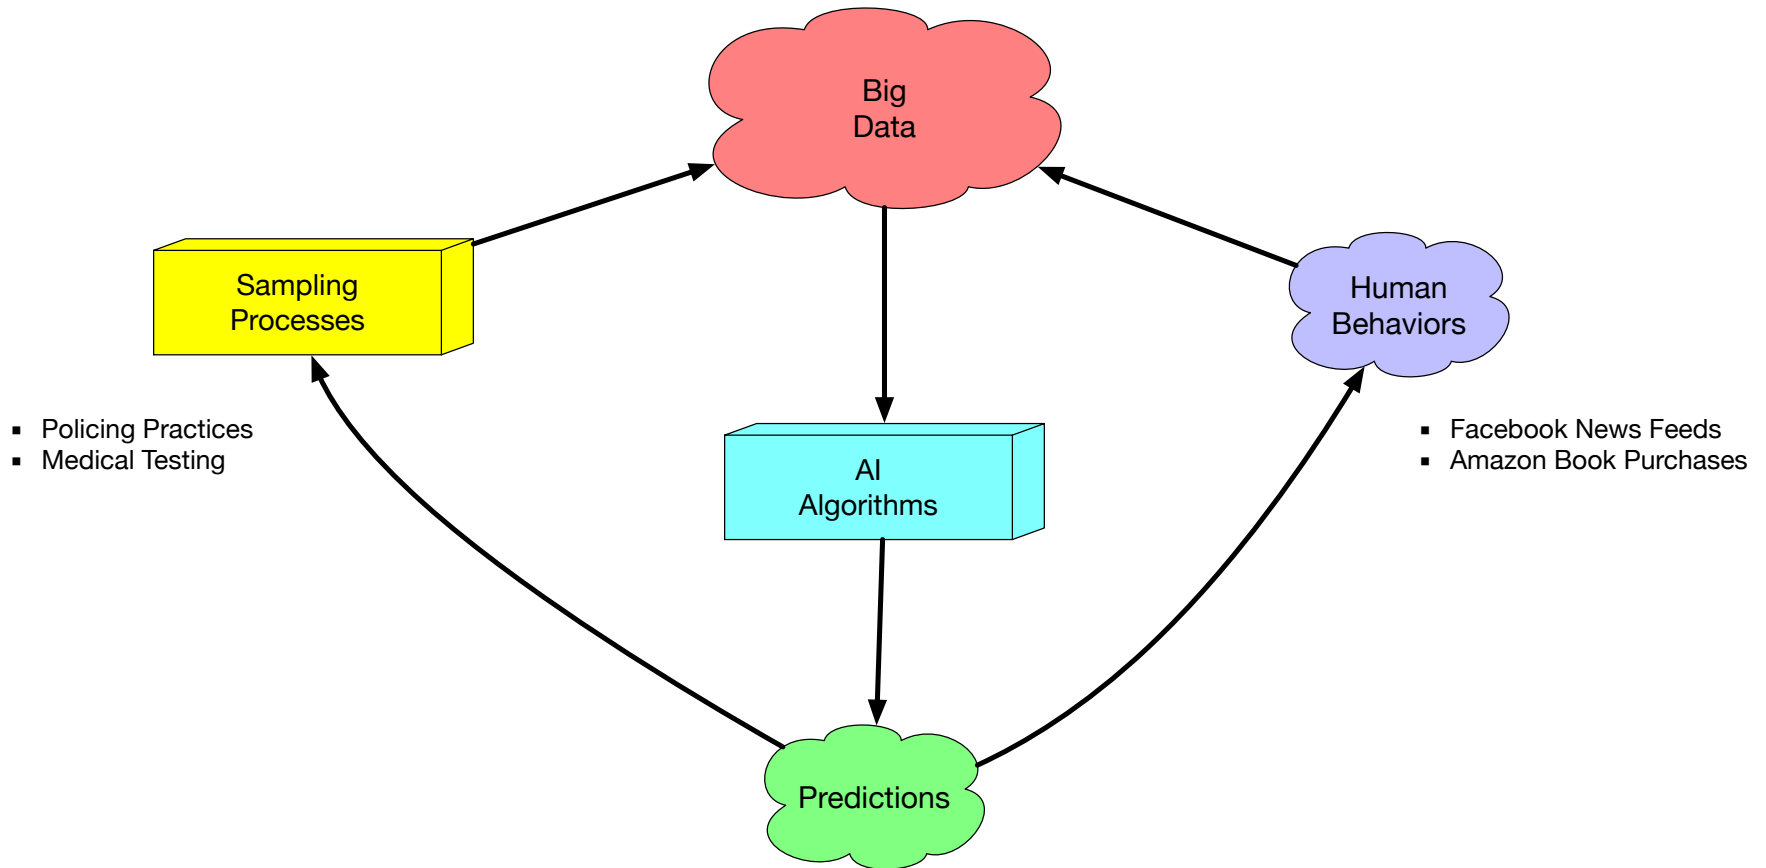 Big
Data
Sampling
Processes
Human
Behaviors
▪ Policing Practices
▪ Medical Testing
▪ Facebook News Feeds
▪ Amazon Book Purchases
AI
Algorithms
Predictions